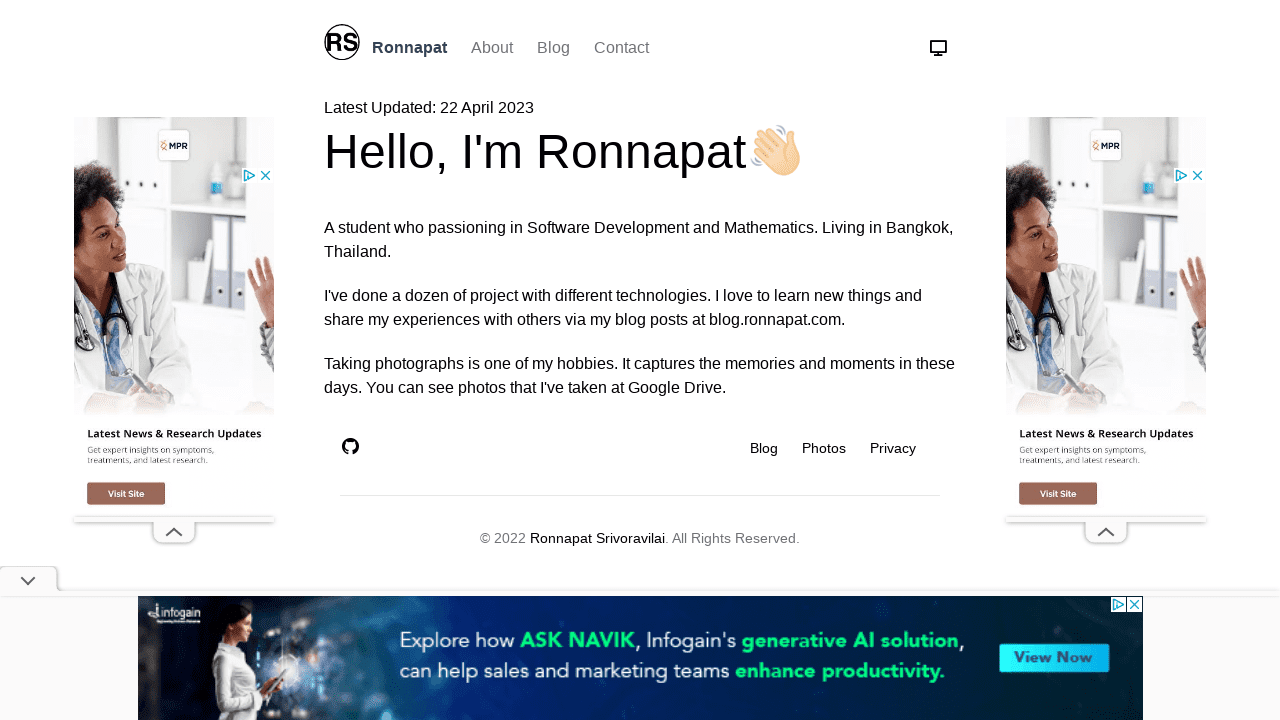 RS
Ronnapat About Blog Contact
Latest Updated: 22 April 2023
Hello, I'm Ronnapat
A student who passioning in Software Development and Mathematics. Living in Bangkok,
Thailand.
I've done a dozen of project with different technologies. I love to learn new things and
share my experiences with others via my blog posts at blog.ronnapat.com.
Taking photographs is one of my hobbies. It captures the memories and moments in these
days. You can see photos that I've taken at Google Drive.
Blog Photos Privacy
© 2022 Ronnapat Srivoravilai. All Rights Reserved.
MPR
Latest News & Research Updates
Get expert insights on symptoms,
treatments, and latest research.
Visit Site
MPR
Latest News & Research Updates
Get expert insights on symptoms,
treatments, and latest research.
Visit Site
infogain
Explore how ASK NAVIK, Infogain's generative AI solution,
can help sales and marketing teams enhance productivity.
View Now